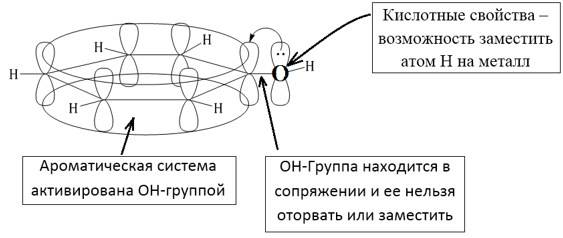 Кислотные свойства –
возможность заместить
атом Н на металл
H
H
H
H
H
O
H
Ароматическая система
активирована ОН-группой
ОН-Группа находится в
сопряжении и ее нельзя
оторвать или заместить